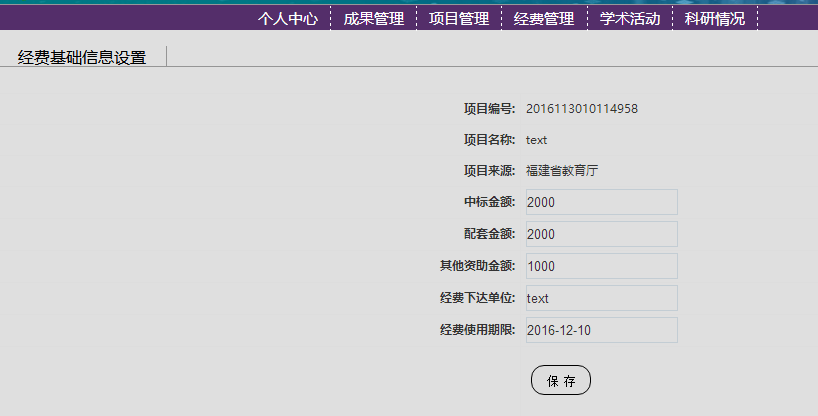 个人中心 成果管理 项目管理 经费管理 学术活动 科研情况
经费基础信息设置
项目编号: 2016113010114958
项目名称: text
项目来源: 福建省教育厅
中标金额: 2000
配套金额: 2000
其他资助金额: 1000
经费下达单位: text
经费使用期限: 2016-12-10
保 存